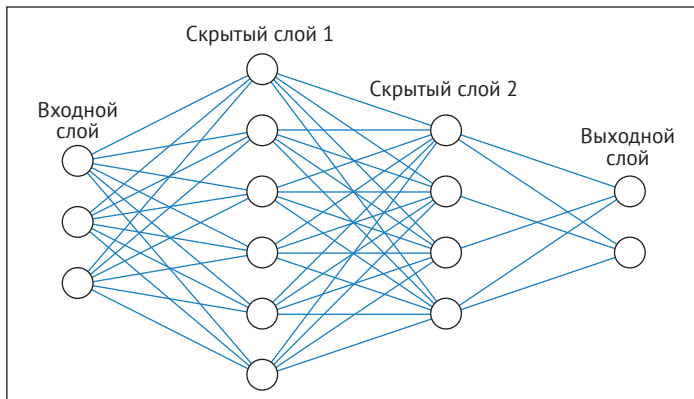 Скрытый слой 1
Входной
слой
Скрытый слой 2
Выходной
слой